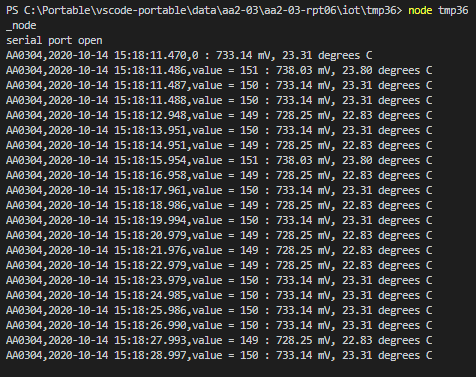 PS C:\Portable\vscode-portable\data\aa2-03\aa2-03-rpt06\iot\tmp36> node tmp36
_node
serial port open
AA0304,2020-10-14 15:18:11.470,0 : 733.14 mV, 23.31 degrees C
AA0304,2020-10-14 15:18:11.486,value = 151 : 738.03 mV, 23.80 degrees C
AA0304,2020-10-14 15:18:11.487,value = 150 : 733.14 mV, 23.31 degrees C
AA0304,2020-10-14 15:18:11.488,value = 150 : 733.14 mV, 23.31 degrees C
AA0304,2020-10-14 15:18:12.948,value = 149 : 728.25 mV, 22.83 degrees C
AA0304,2020-10-14 15:18:13.951,value = 150 : 733.14 mV, 23.31 degrees C
AA0304,2020-10-14 15:18:14.951,value = 149 : 728.25 mV, 22.83 degrees C
AA0304,2020-10-14 15:18:15.954,value = 151 : 738.03 mV, 23.80 degrees C
AA0304,2020-10-14 15:18:16.958,value = 149 : 728.25 mV, 22.83 degrees C
AA0304,2020-10-14 15:18:17.961,value = 150 : 733.14 mV, 23.31 degrees C
AA0304,2020-10-14 15:18:18.986,value = 149 : 728.25 mV, 22.83 degrees C
AA0304,2020-10-14 15:18:19.994,value = 150 : 733.14 mV, 23.31 degrees C
AA0304,2020-10-14 15:18:20.979,value = 149 : 728.25 mV, 22.83 degrees C
AA0304,2020-10-14 15:18:21.976,value = 149 : 728.25 mV, 22.83 degrees C
AA0304,2020-10-14 15:18:22.979,value = 149 : 728.25 mV, 22.83 degrees C
AA0304,2020-10-14 15:18:23.979,value = 150 : 733.14 mV, 23.31 degrees C
AA0304,2020-10-14 15:18:24.985,value = 150 : 733.14 mV, 23.31 degrees C
AA0304,2020-10-14 15:18:25.986,value = 150 : 733.14 mV, 23.31 degrees C
AA0304,2020-10-14 15:18:26.990,value = 150 : 733.14 mV, 23.31 degrees C
AA0304,2020-10-14 15:18:27.993,value = 149 : 728.25 mV, 22.83 degrees C
AA0304,2020-10-14 15:18:28.997,value = 150 : 733.14 mV, 23.31 degrees C